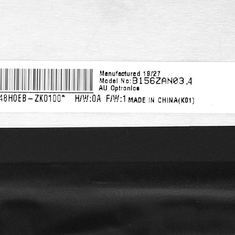 Manufactured 19/27
Model No:B156ZAN03.4
AU Optronics
48H0EB-ZK0100* H/W:0A F/W:1 MADE IN CHINA(K01)